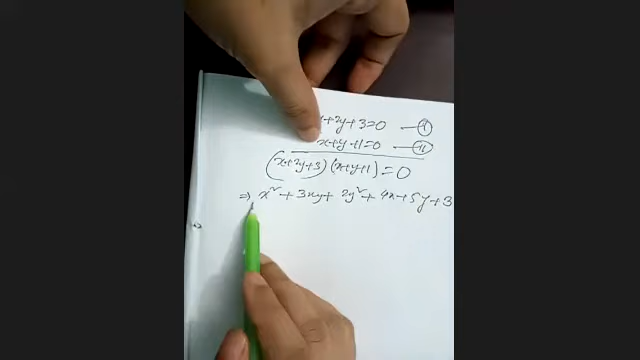 +2y+3=0 —(i)
x+y+1=0 —(ii)
(x+2y+3)(x+y+1)=0
⇒ x²+3xy+2y²+4x+5y+3